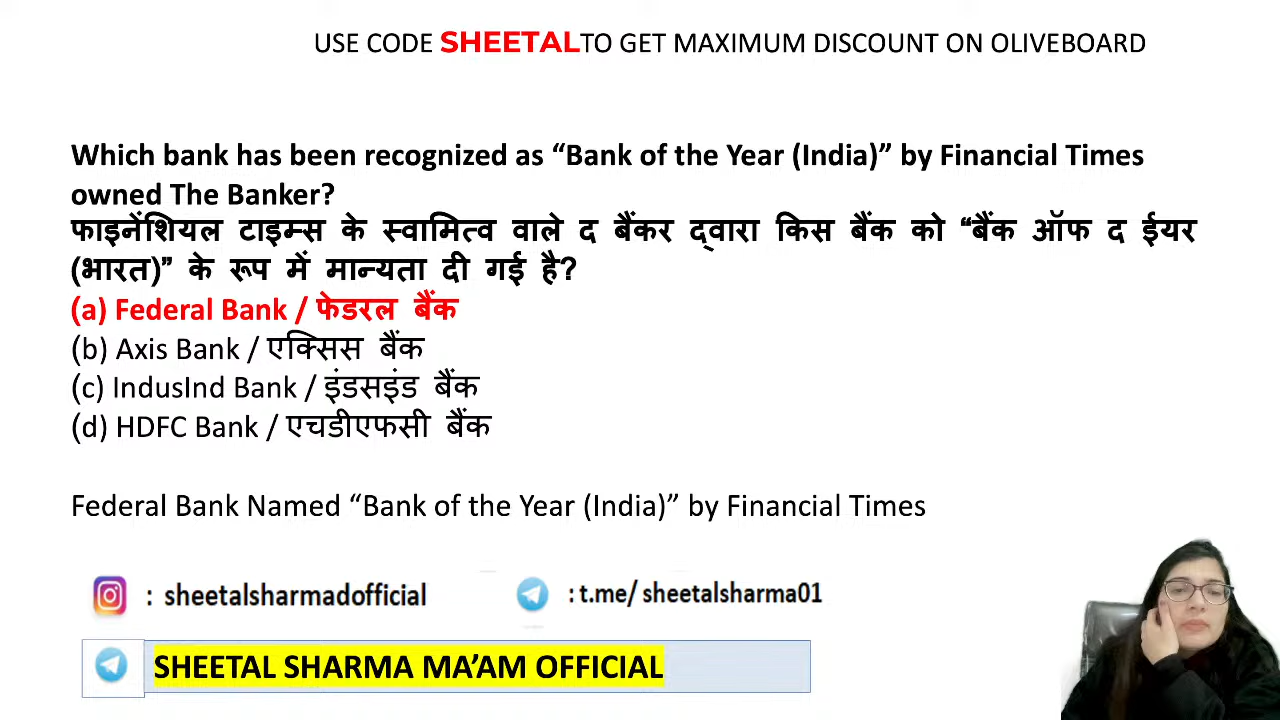 USE CODE SHEETAL TO GET MAXIMUM DISCOUNT ON OLIVEBOARD
Which bank has been recognized as “Bank of the Year (India)” by Financial Times
owned The Banker?
फाइनेंशियल टाइम्स के स्वामित्व वाले द बैंकर द्वारा किस बैंक को “बैंक ऑफ द ईयर
(भारत)” के रूप में मान्यता दी गई है?
(a) Federal Bank / फेडरल बैंक
(b) Axis Bank / एक्सिस बैंक
(c) IndusInd Bank / इंडसइंड बैंक
(d) HDFC Bank / एचडीएफसी बैंक
Federal Bank Named “Bank of the Year (India)” by Financial Times
: sheetalsharmadofficial
: t.me/ sheetalsharma01
SHEETAL SHARMA MA’AM OFFICIAL